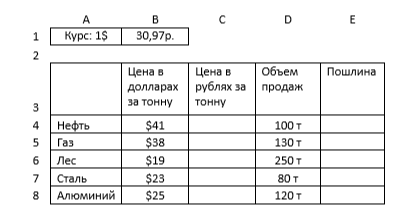 A B C D E
1 Курс: 1$ 30,97р.
2
3 Цена в долларах за тонну Цена в рублях за тонну Объем продаж Пошлина
4 Нефть $41 100 т
5 Газ $38 130 т
6 Лес $19 250 т
7 Сталь $23 80 т
8 Алюминий $25 120 т